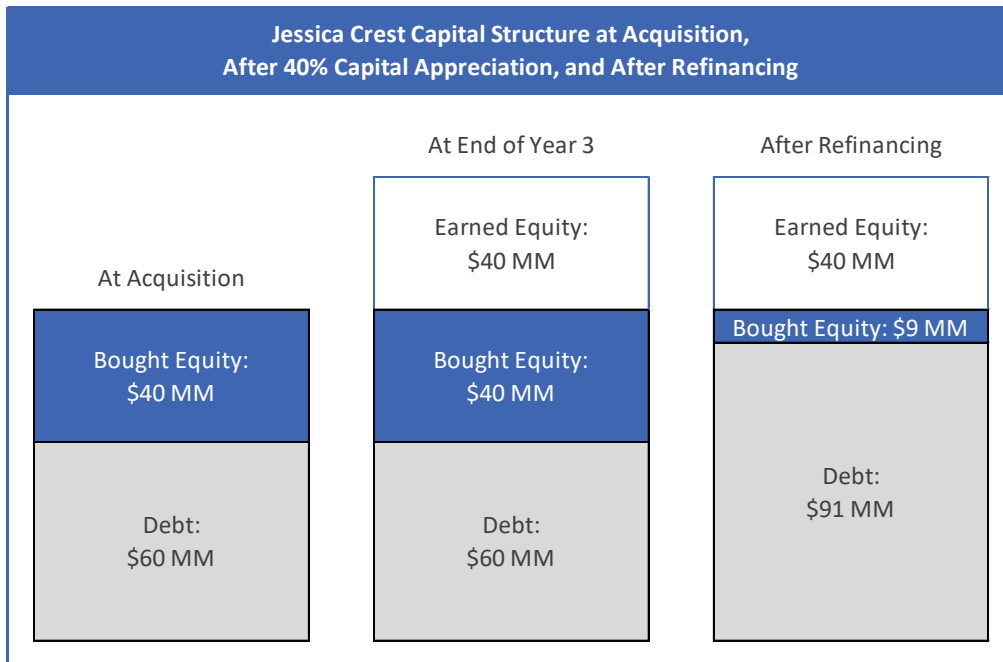 Jessica Crest Capital Structure at Acquisition,
After 40% Capital Appreciation, and After Refinancing
At Acquisition
Bought Equity:
$40 MM
Debt:
$60 MM
At End of Year 3
Earned Equity:
$40 MM
Bought Equity:
$40 MM
Debt:
$60 MM
After Refinancing
Earned Equity:
$40 MM
Bought Equity: $9 MM
Debt:
$91 MM